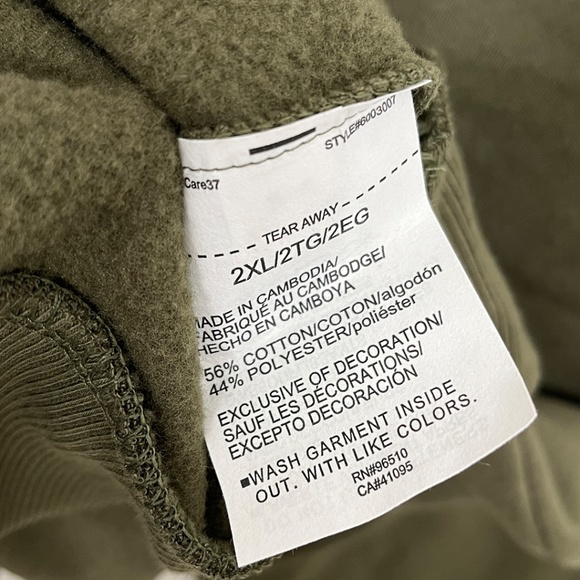 STYLE#6003007
Care37
TEAR AWAY
2XL/2TG/2EG
MADE IN CAMBODIA/
FABRIQUÉ AU CAMBODGE/
HECHO EN CAMBOYA
56% COTTON/COTON/algodón
44% POLYESTER/poliéster
EXCLUSIVE OF DECORATION/
SAUF LES DÉCORATIONS/
EXCEPTO DECORACIÓN
■WASH GARMENT INSIDE
OUT. WITH LIKE COLORS.
RN#96510
CA#41095